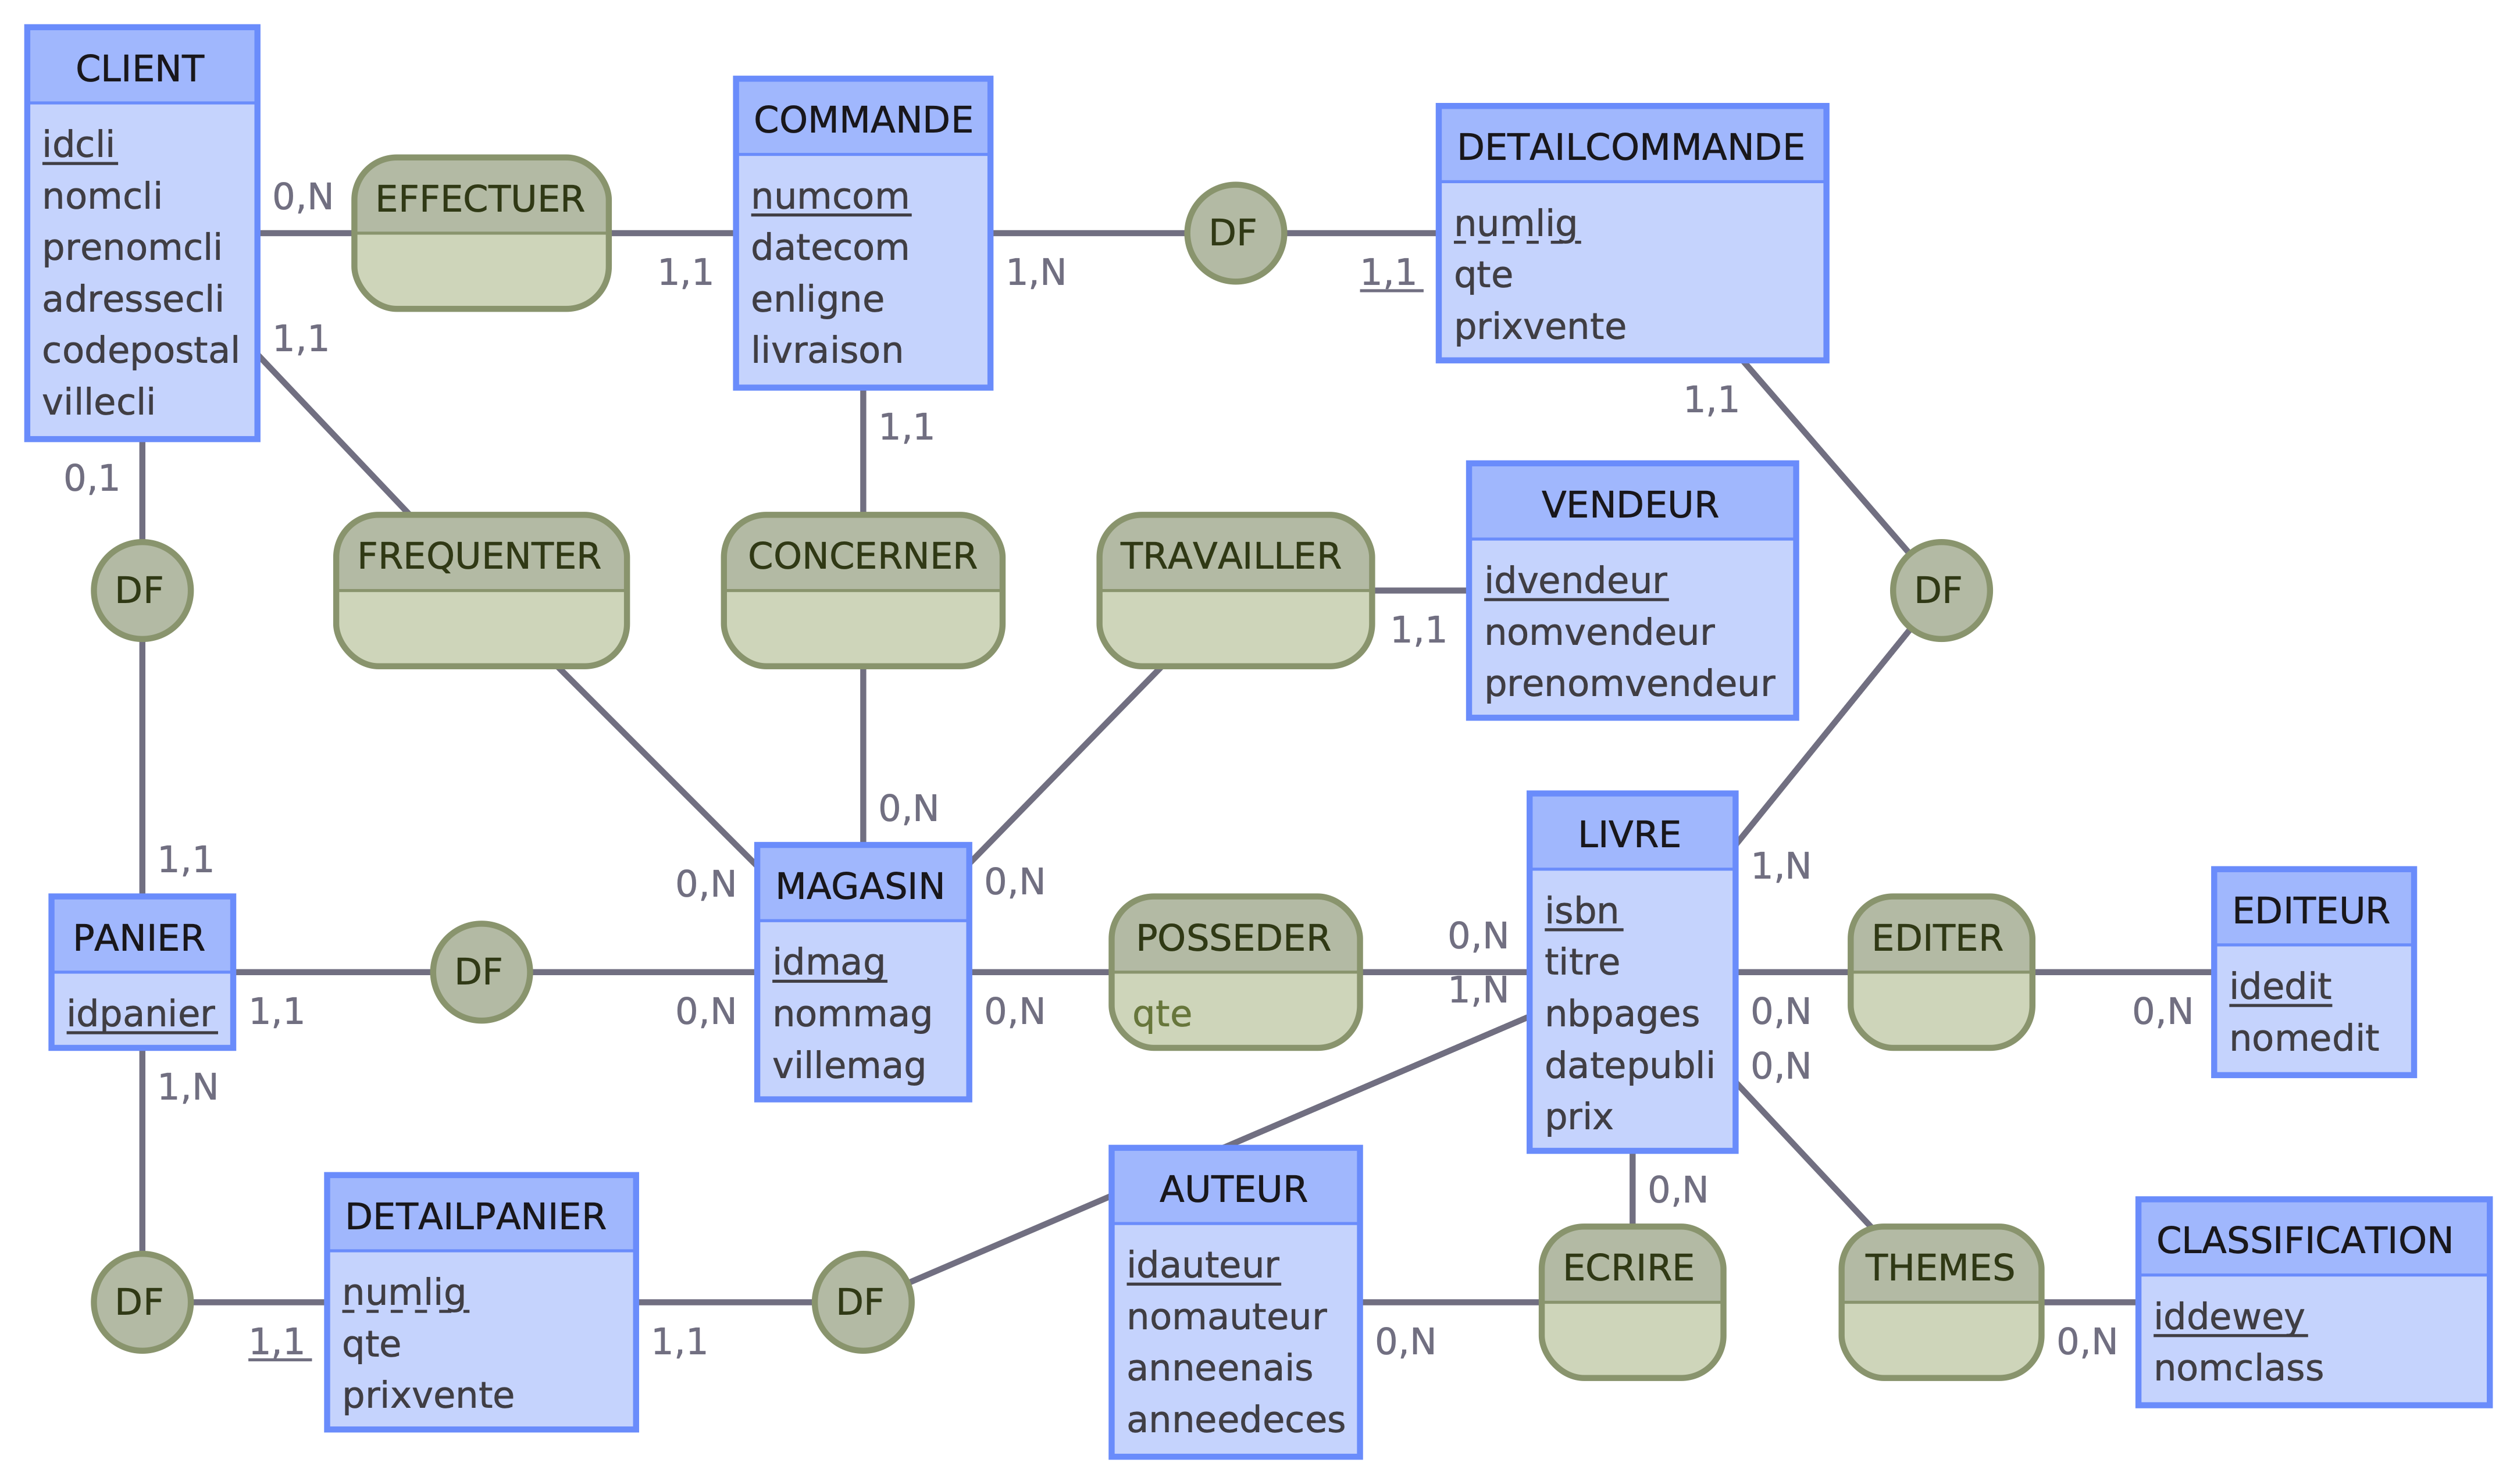 CLIENT
idcli
nomcli
prenomcli
adressecli
codepostal
villecli
0,N
EFFECTUER
1,1
COMMANDE
numcom
datecom
enligne
livraison
1,N
DF
1,1
DETAILCOMMANDE
numlig
qte
prixvente
1,1
1,1
1,1
0,1
DF
FREQUENTER
CONCERNER
TRAVAILLER
1,1
VENDEUR
idvendeur
nomvendeur
prenomvendeur
DF
1,1
0,N
0,N
0,N
1,N
PANIER
idpanier
1,1
DF
0,N
MAGASIN
idmag
nommag
villemag
0,N
POSSEDER
qte
0,N
1,N
LIVRE
isbn
titre
nbpages
datepubli
prix
0,N
EDITER
0,N
EDITEUR
idedit
nomedit
0,N
1,N
0,N
DF
1,1
DETAILPANIER
numlig
qte
prixvente
1,1
DF
AUTEUR
idauteur
nomauteur
anneenais
anneedeces
0,N
ECRIRE
THEMES
0,N
CLASSIFICATION
iddewey
nomclass